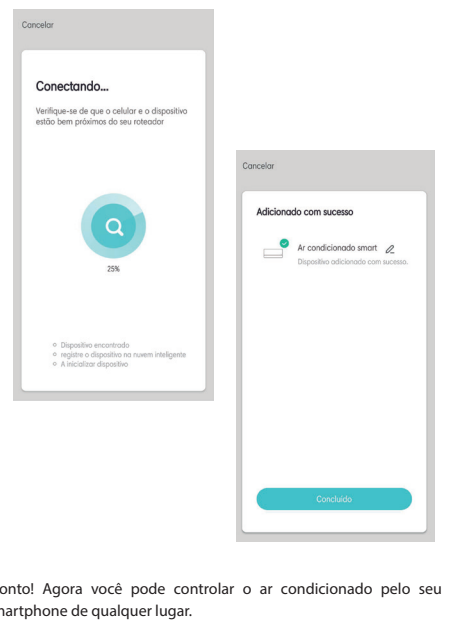 Cancelar
Conectando...
Verifique-se de que o celular e o dispositivo
estão bem próximos do seu roteador
25%
Dispositivo encontrado
registre o dispositivo na nuvem inteligente
A inicializar dispositivo
Cancelar
Adicionado com sucesso
Ar condicionado smart
Dispositivo adicionado com sucesso.
Concluído
onto! Agora você pode controlar o ar condicionado pelo seu
martphone de qualquer lugar.